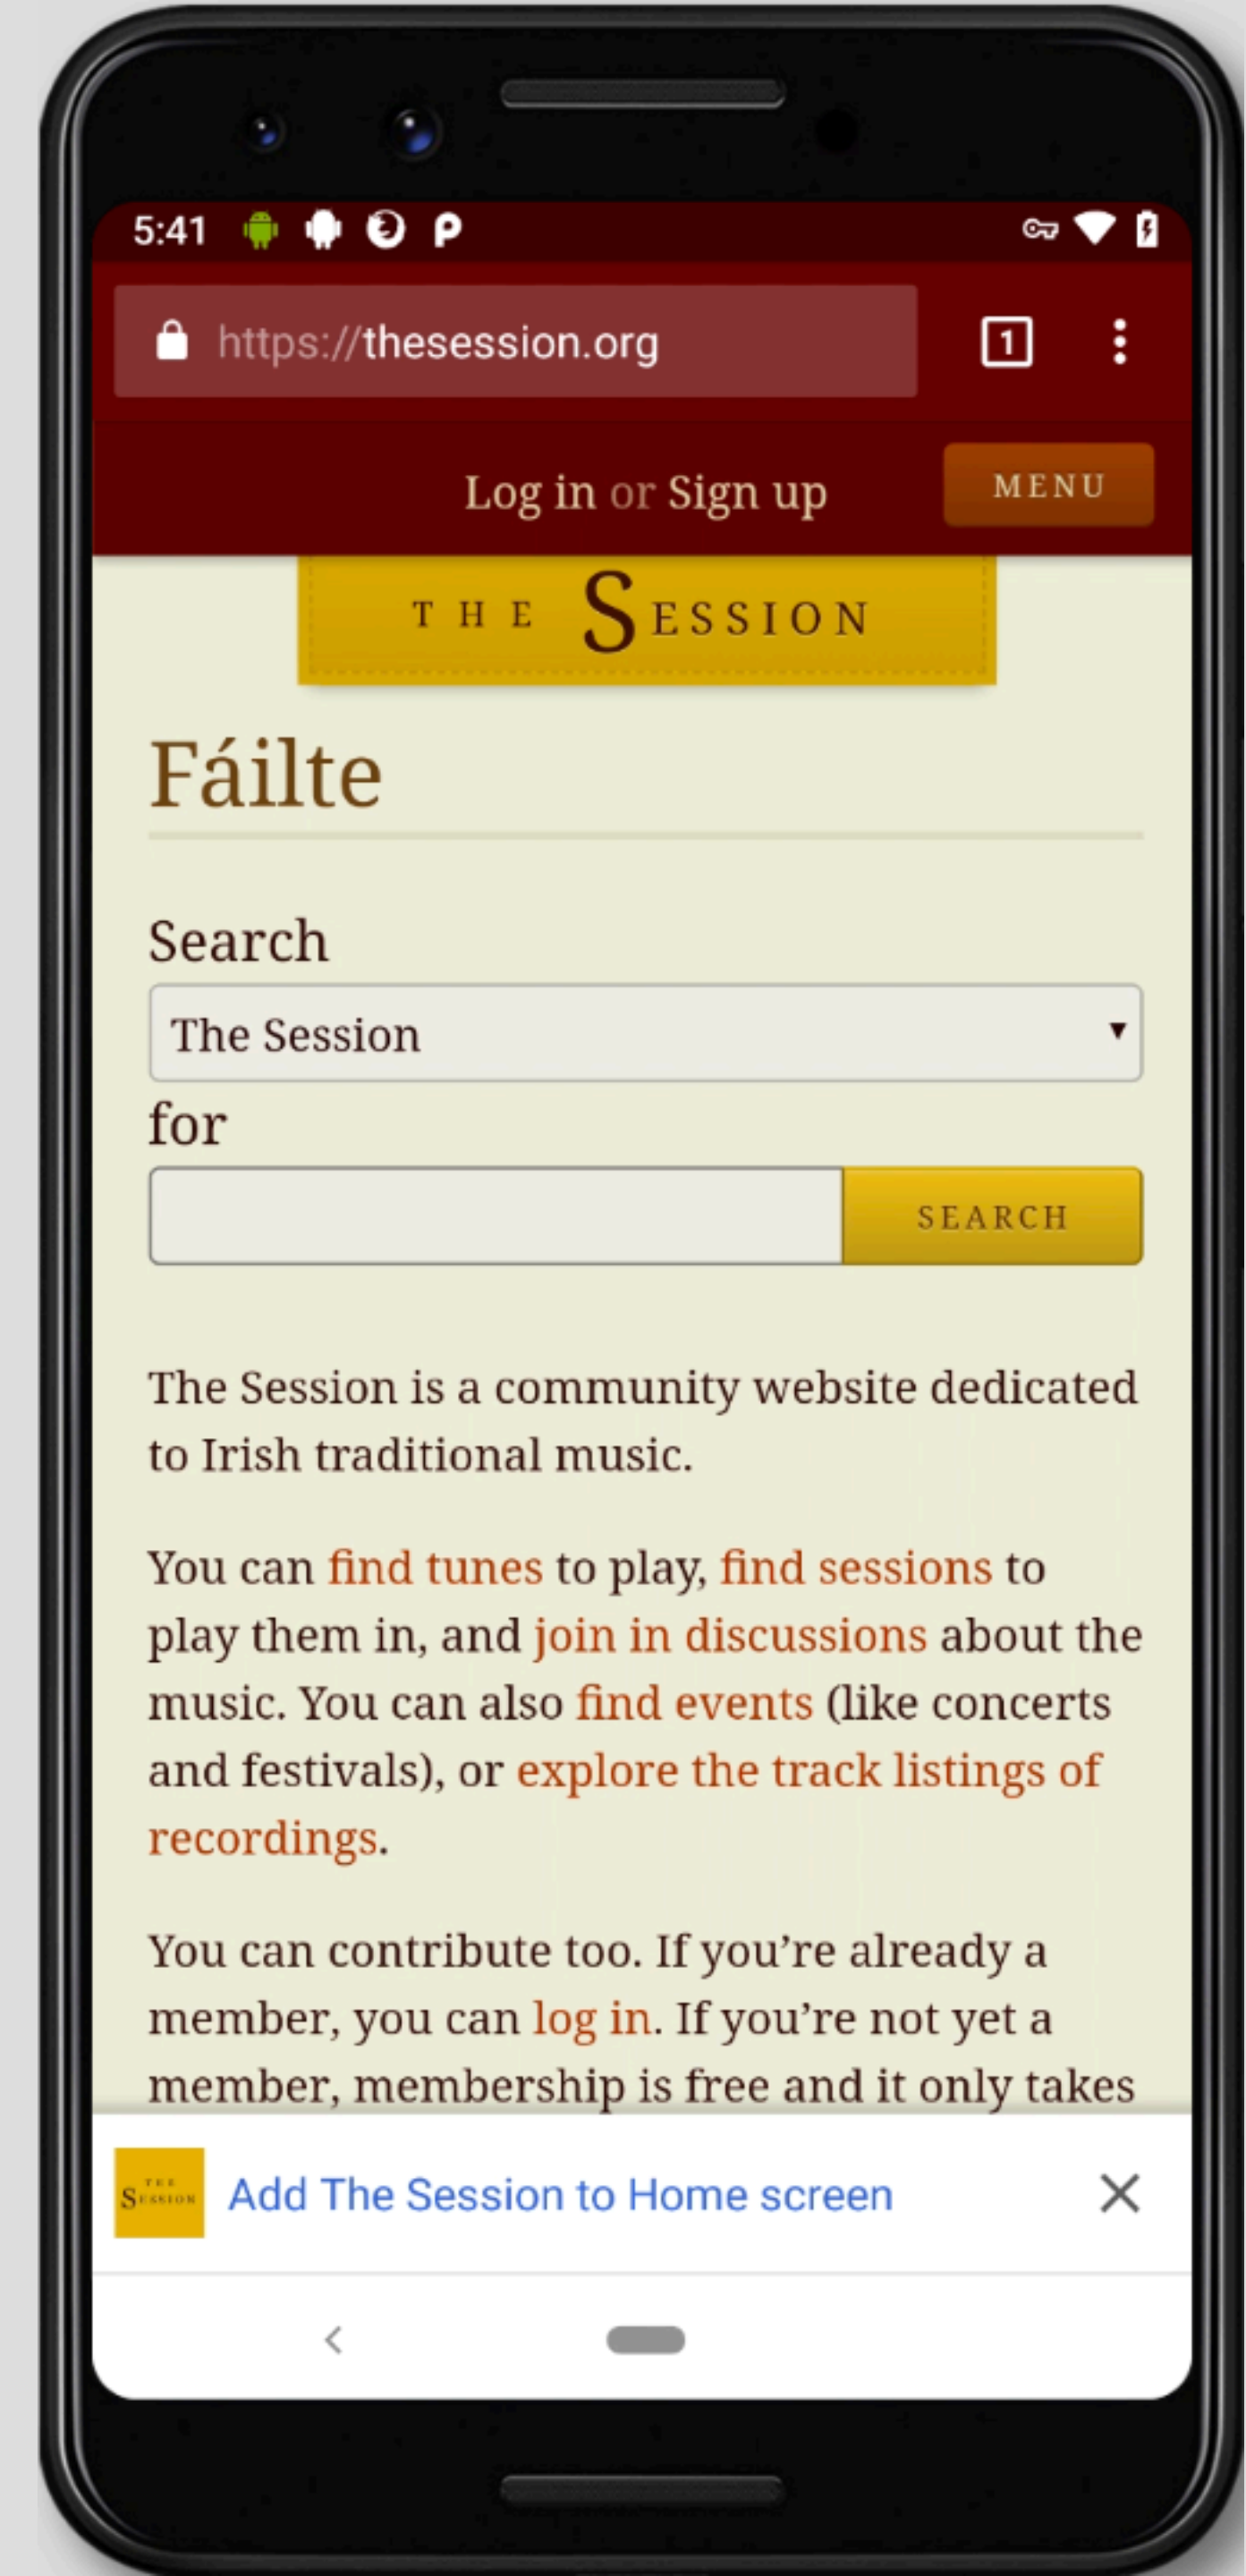 5:41
https://thesession.org
1
Log in or Sign up
MENU
THE SESSION
Fáilte
Search
The Session
for
SEARCH
The Session is a community website dedicated
to Irish traditional music.
You can find tunes to play, find sessions to
play them in, and join in discussions about the
music. You can also find events (like concerts
and festivals), or explore the track listings of
recordings.
You can contribute too. If you’re already a
member, you can log in. If you’re not yet a
member, membership is free and it only takes
THE
SESSION
Add The Session to Home screen